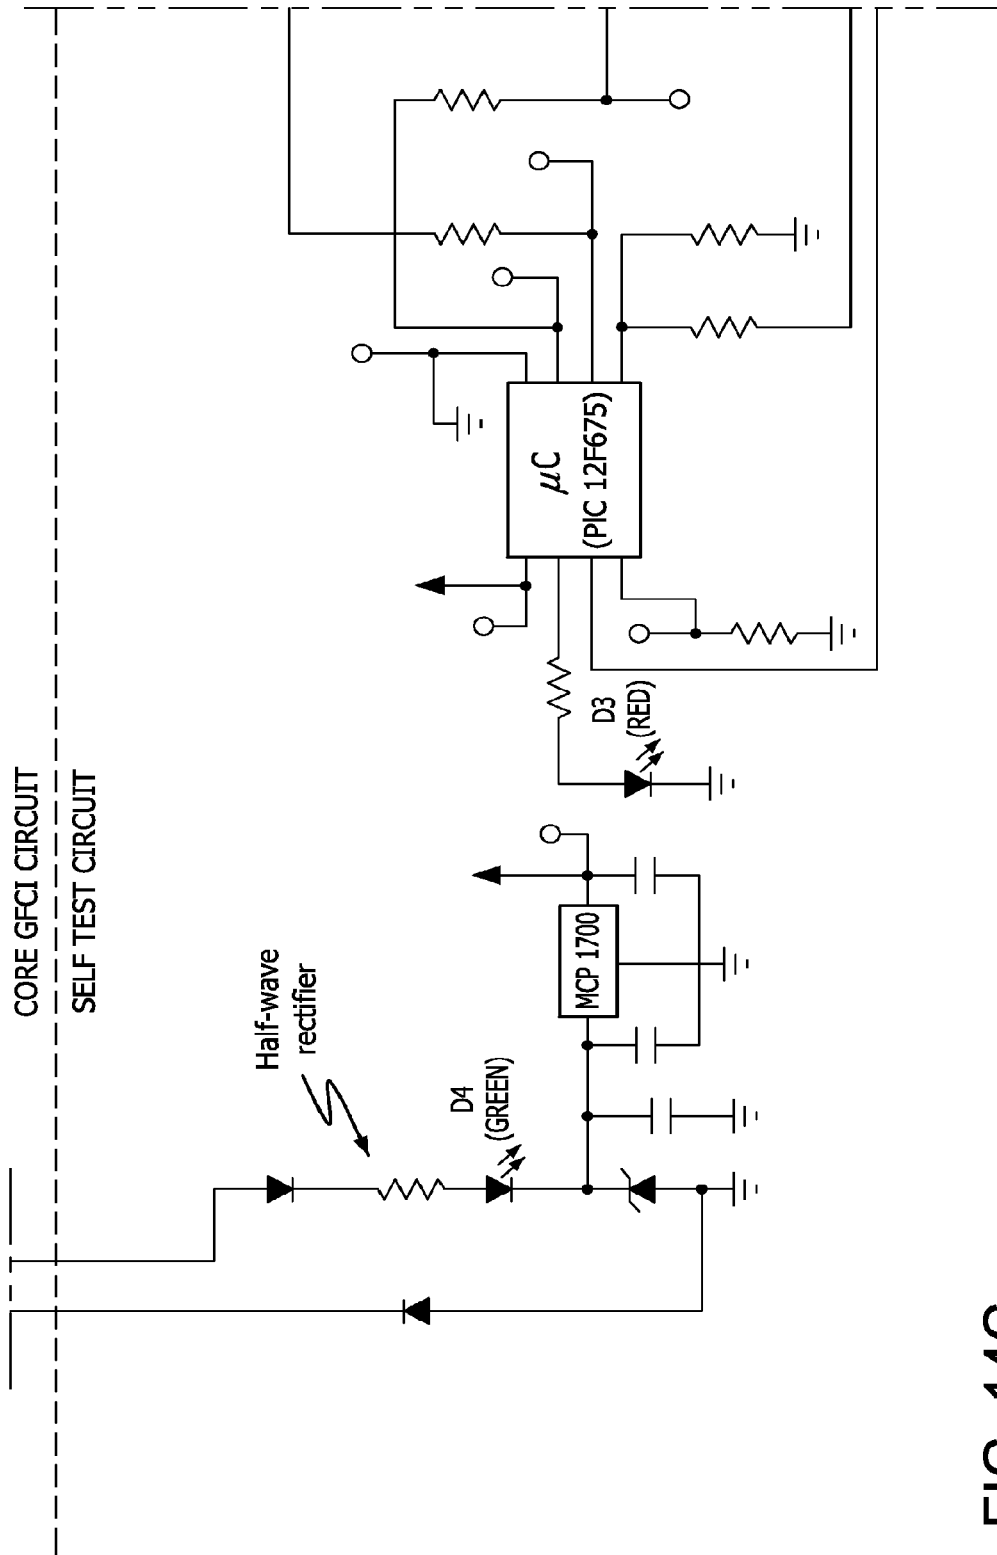 CORE GFCI CIRCUIT
SELF TEST CIRCUIT
Half-wave
rectifier
D4
(GREEN)
MCP 1700
D3
(RED)
µC
(PIC 12F675)